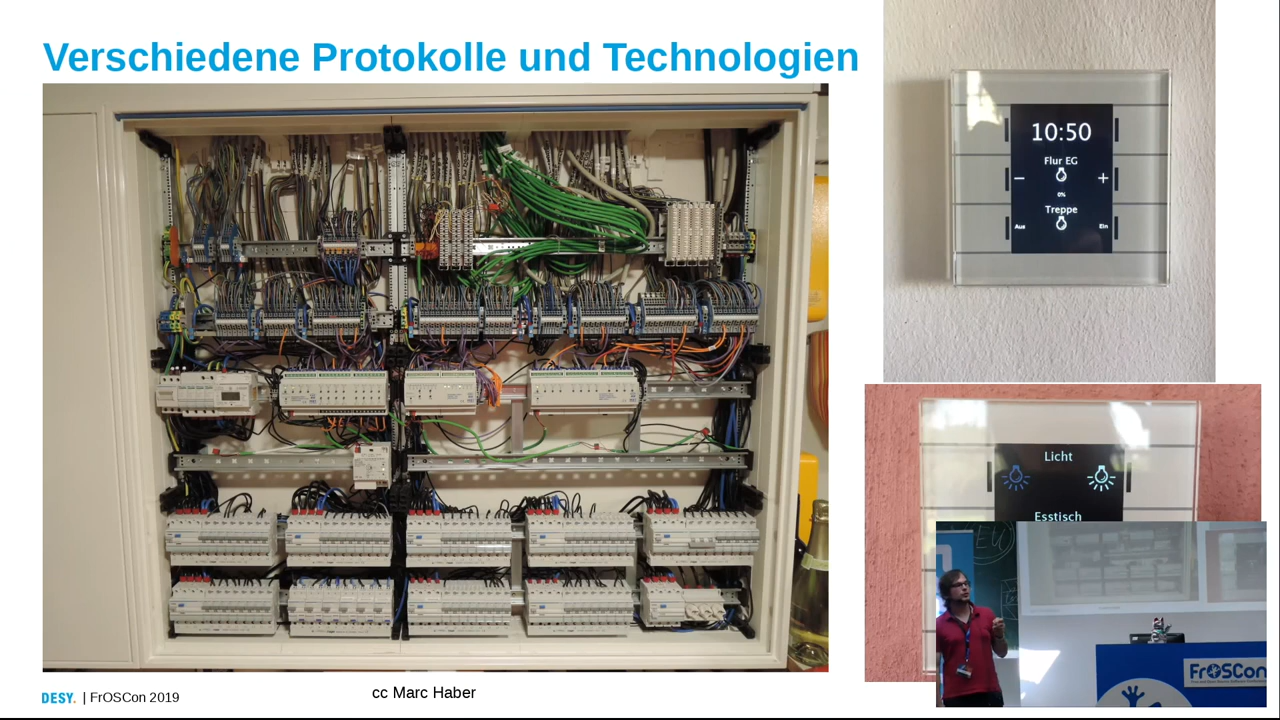 Verschiedene Protokolle und Technologien
10:50
Flur EG
− +
0%
Treppe
Aus Ein
Licht
Esstisch
DESY. | FrOSCon 2019
cc Marc Haber
FrOSCon